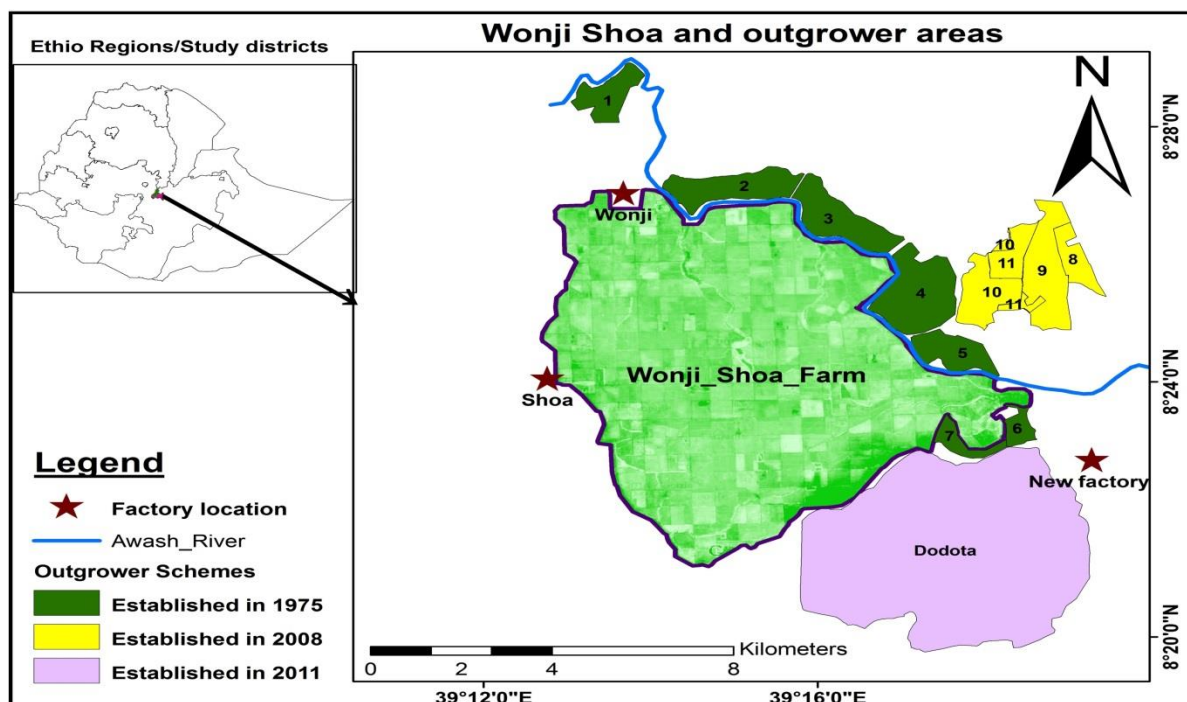 Ethio Regions/Study districts
Wonji Shoa and outgrower areas
N
1
2
3
4
5
6
7
8
9
10
11
10
11
Wonji
Wonji_Shoa_Farm
Shoa
New factory
Dodota
8°28'0"N
8°24'0"N
8°20'0"N
Legend
Factory location
Awash_River
Outgrower Schemes
Established in 1975
Established in 2008
Established in 2011
Kilometers
0 2 4 8
39°12'0"E 39°16'0"E